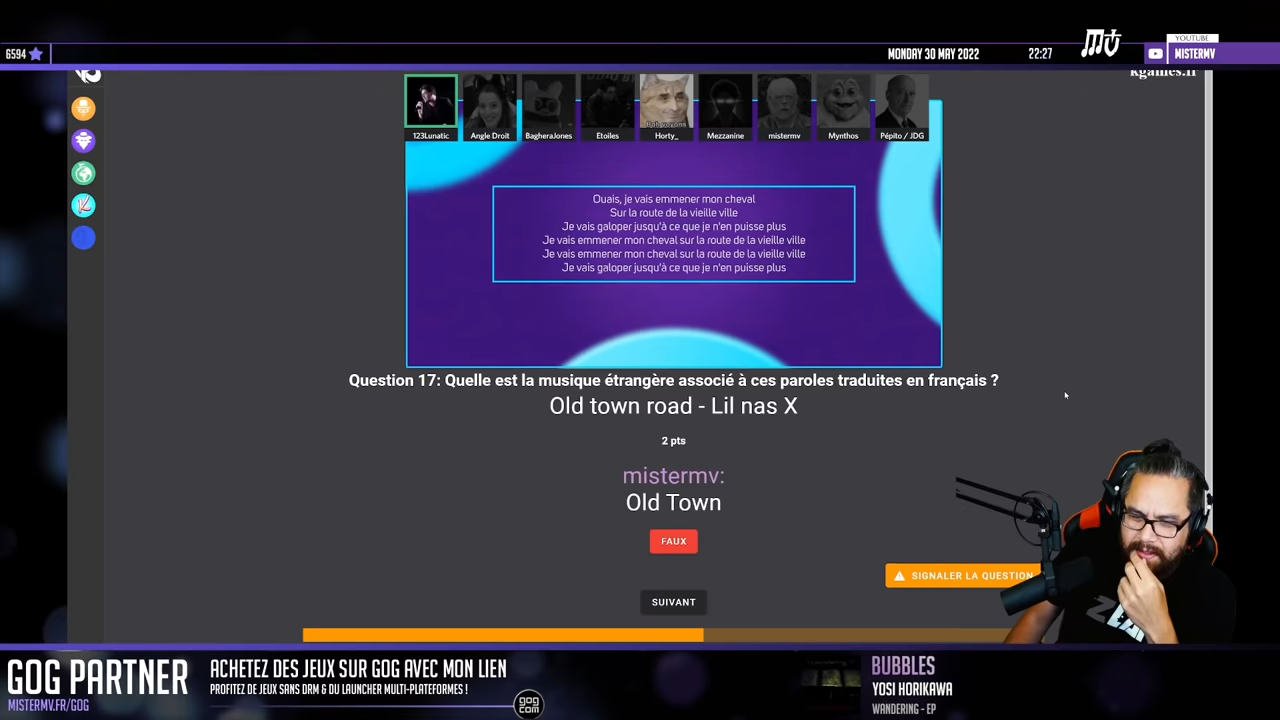 6594
MONDAY 30 MAY 2022
22:27
YOUTUBE
MISTERMV
kgames.fr
123Lunatic
Angle Droit
BagheraJones
Etoiles
Horty_
Mezzanine
mistermv
Mynthos
Pépito / JDG
Ouais, je vais emmener mon cheval
Sur la route de la vieille ville
Je vais galoper jusqu'à ce que je n'en puisse plus
Je vais emmener mon cheval sur la route de la vieille ville
Je vais emmener mon cheval sur la route de la vieille ville
Je vais galoper jusqu'à ce que je n'en puisse plus
Question 17: Quelle est la musique étrangère associé à ces paroles traduites en français ?
Old town road - Lil nas X
2 pts
mistermv:
Old Town
FAUX
SIGNALER LA QUESTION
SUIVANT
GOG PARTNER
MISTERMV.FR/GOG
ACHETEZ DES JEUX SUR GOG AVEC MON LIEN
PROFITEZ DE JEUX SANS DRM & DU LAUNCHER MULTI-PLATEFORMES !
GOG
COM
BUBBLES
YOSI HORIKAWA
WANDERING - EP